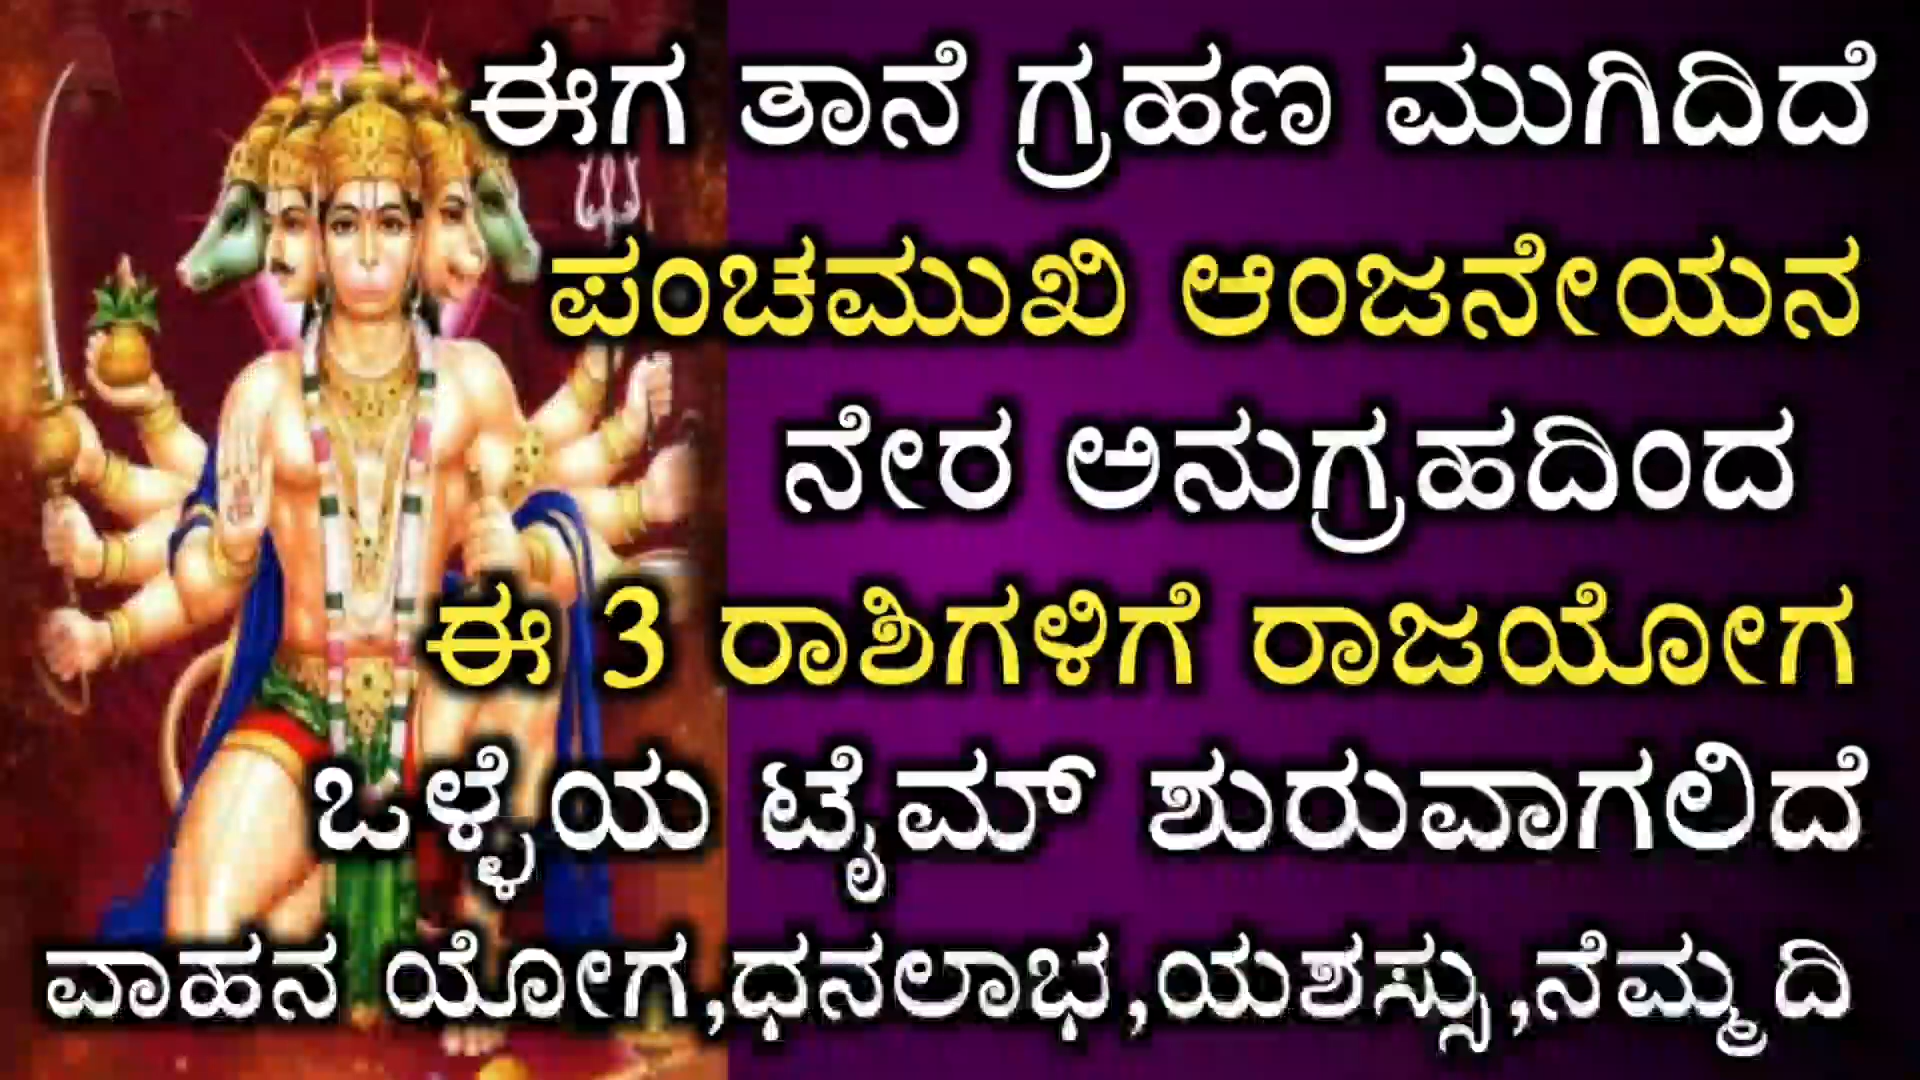 ಈಗ ತಾನೆ ಗ್ರಹಣ ಮುಗಿದಿದೆ
ಪಂಚಮುಖಿ ಆಂಜನೇಯನ
ನೇರ ಅನುಗ್ರಹದಿಂದ
ಈ 3 ರಾಶಿಗಳಿಗೆ ರಾಜಯೋಗ
ಒಳ್ಳೆಯ ಟೈಮ್ ಶುರುವಾಗಲಿದೆ
ವಾಹನ ಯೋಗ,ಧನಲಾಭ,ಯಶಸ್ಸು,ನೆಮ್ಮದಿ